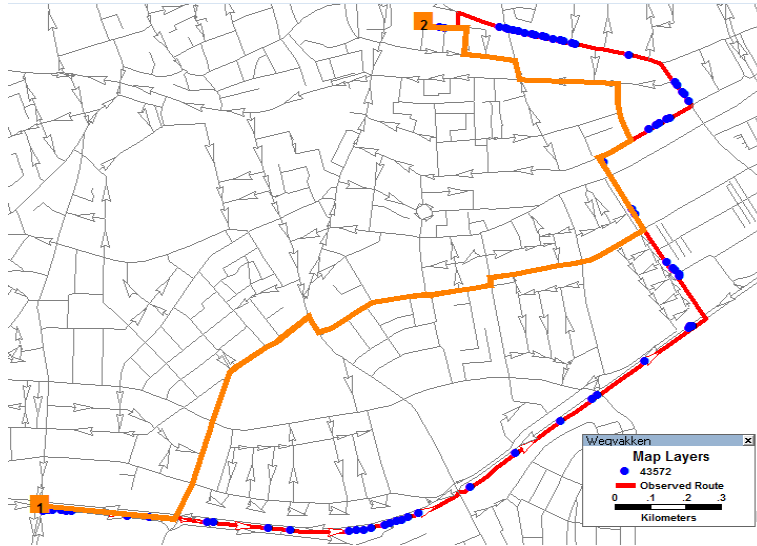 2
1
Wegvakken
Map Layers
43572
Observed Route
0 .1 .2 .3
Kilometers